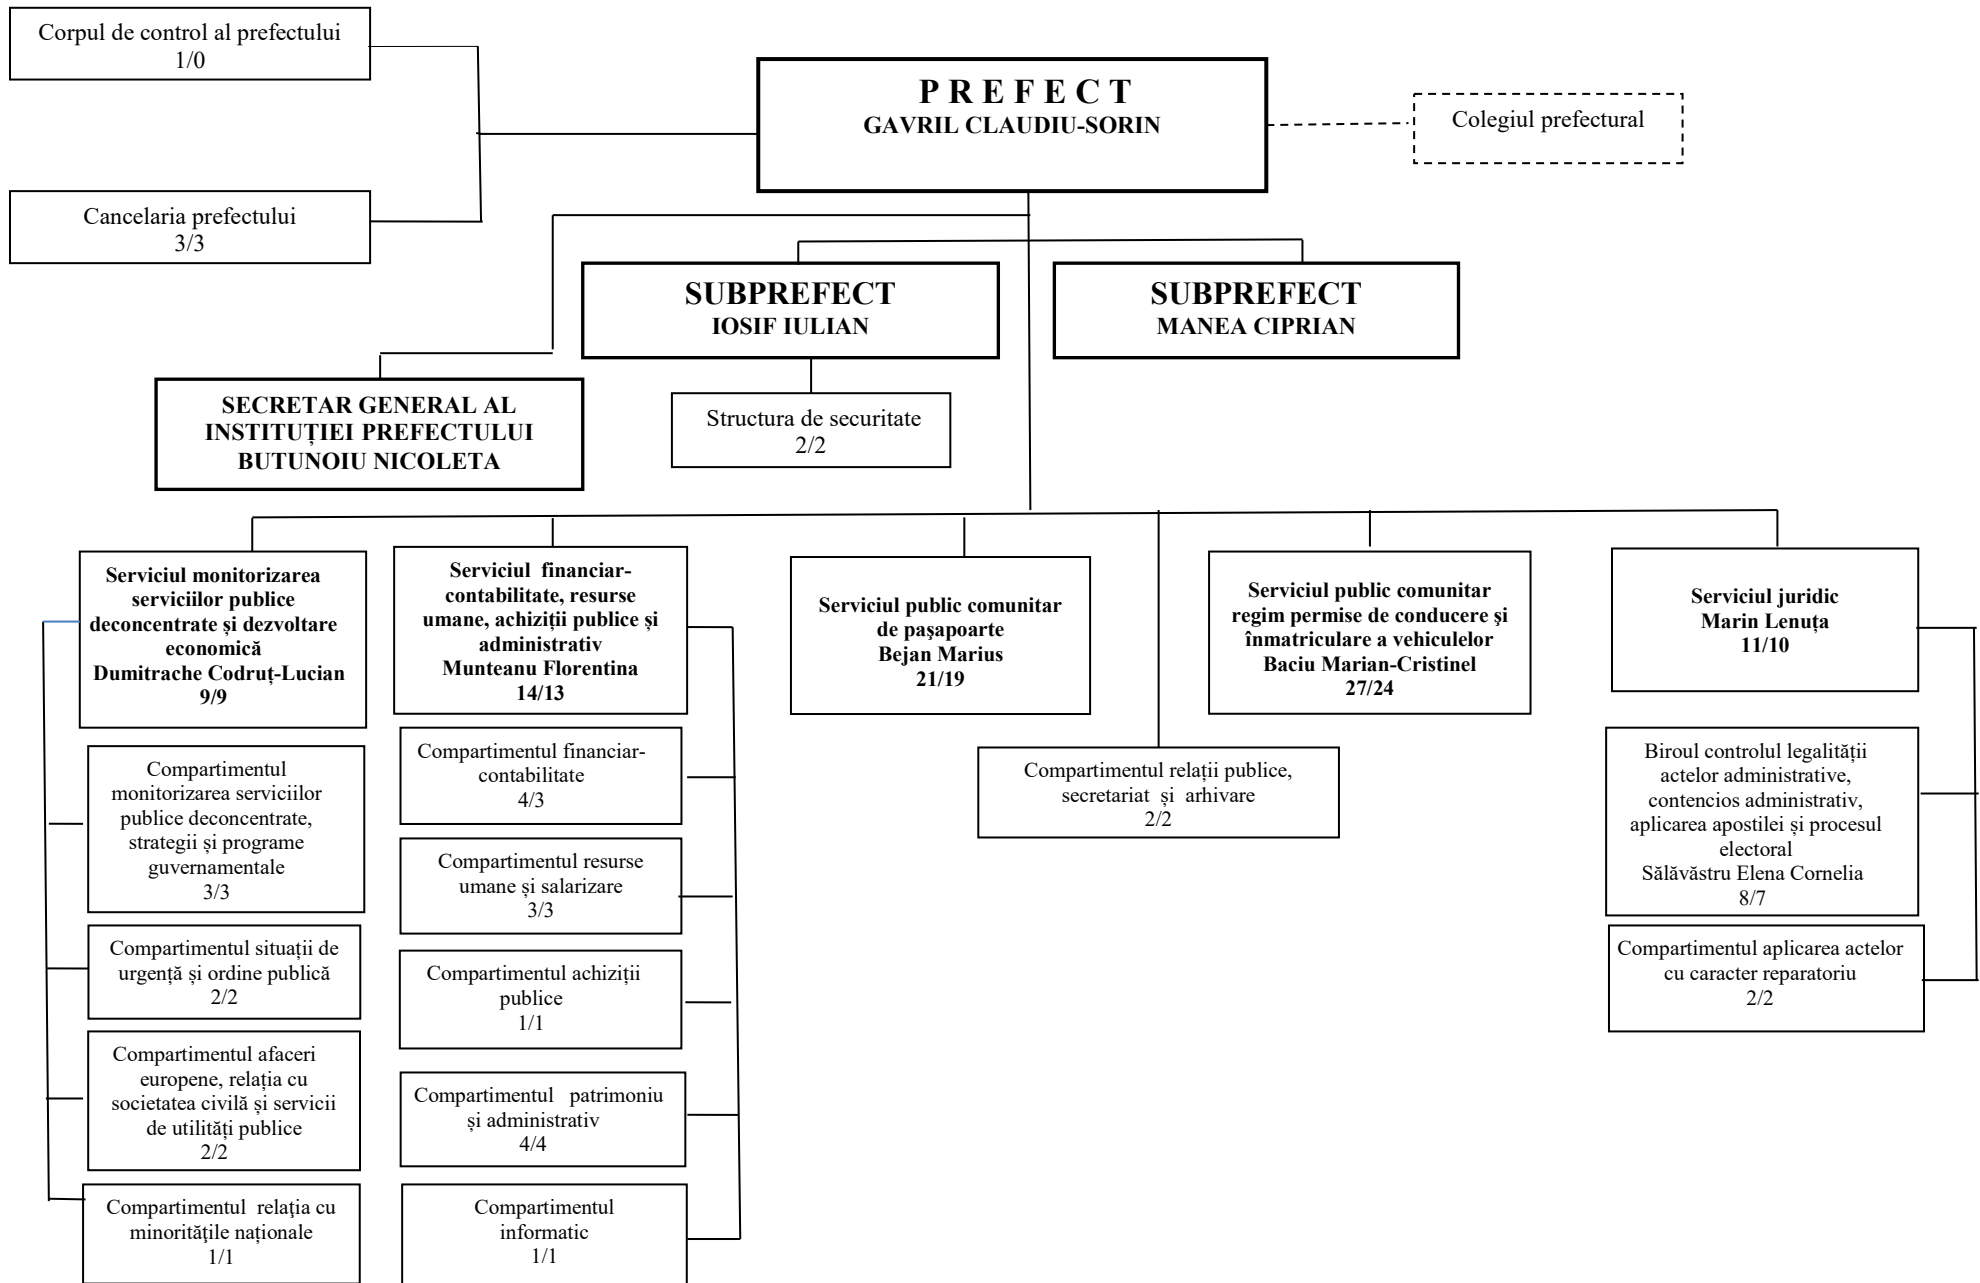 Corpul de control al prefectului
1/0
P R E F E C T
GAVRIL CLAUDIU-SORIN
Colegiul prefectural
Cancelaria prefectului
3/3
SUBPREFECT
IOSIF IULIAN
SUBPREFECT
MANEA CIPRIAN
SECRETAR GENERAL AL
INSTITUȚIEI PREFECTULUI
BUTUNOIU NICOLETA
Structura de securitate
2/2
Serviciul monitorizarea
serviciilor publice
deconcentrate și dezvoltare
economică
Dumitrache Codruț-Lucian
9/9
Serviciul financiar-
contabilitate, resurse
umane, achiziții publice și
administrativ
Munteanu Florentina
14/13
Serviciul public comunitar
de paşapoarte
Bejan Marius
21/19
Serviciul public comunitar
regim permise de conducere şi
înmatriculare a vehiculelor
Baciu Marian-Cristinel
27/24
Serviciul juridic
Marin Lenuța
11/10
Compartimentul
monitorizarea serviciilor
publice deconcentrate,
strategii și programe
guvernamentale
3/3
Compartimentul situații de
urgență și ordine publică
2/2
Compartimentul afaceri
europene, relația cu
societatea civilă și servicii
de utilități publice
2/2
Compartimentul relaţia cu
minorităţile naționale
1/1
Compartimentul financiar-
contabilitate
4/3
Compartimentul resurse
umane și salarizare
3/3
Compartimentul achiziții
publice
1/1
Compartimentul patrimoniu
și administrativ
4/4
Compartimentul
informatic
1/1
Compartimentul relații publice,
secretariat și arhivare
2/2
Biroul controlul legalității
actelor administrative,
contencios administrativ,
aplicarea apostilei și procesul
electoral
Sălăvăstru Elena Cornelia
8/7
Compartimentul aplicarea actelor
cu caracter reparatoriu
2/2